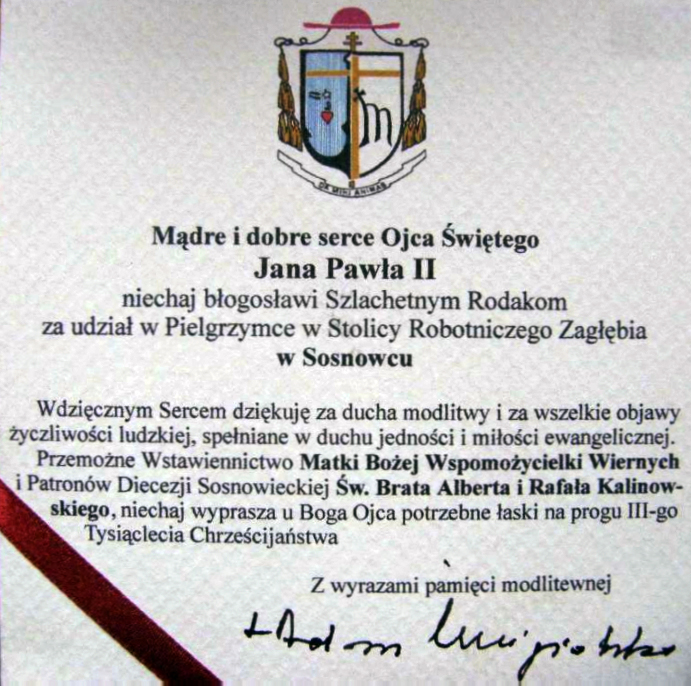 DA MIHI ANIMAS
Mądre i dobre serce Ojca Świętego
Jana Pawła II
niechaj błogosławi Szlachetnym Rodakom
za udział w Pielgrzymce w Stolicy Robotniczego Zagłębia
w Sosnowcu
Wdzięcznym Sercem dziękuję za ducha modlitwy i za wszelkie objawy
życzliwości ludzkiej, spełniane w duchu jedności i miłości ewangelicznej.
Przemożne Wstawiennictwo Matki Bożej Wspomożycielki Wiernych
i Patronów Diecezji Sosnowieckiej Św. Brata Alberta i Rafała Kalinow-
skiego, niechaj wyprasza u Boga Ojca potrzebne łaski na progu III-go
Tysiąclecia Chrześcijaństwa
Z wyrazami pamięci modlitewnej
+ Adam